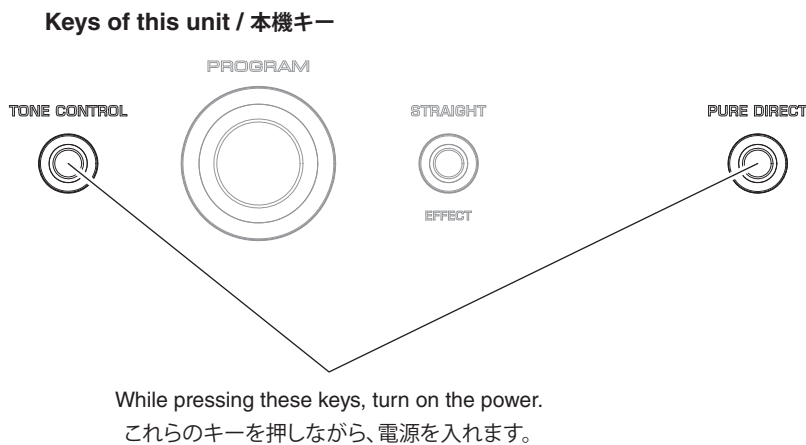 Keys of this unit / 本機キー
PROGRAM
TONE CONTROL
STRAIGHT
PURE DIRECT
EFFECT
While pressing these keys, turn on the power.
これらのキーを押しながら、電源を入れます。